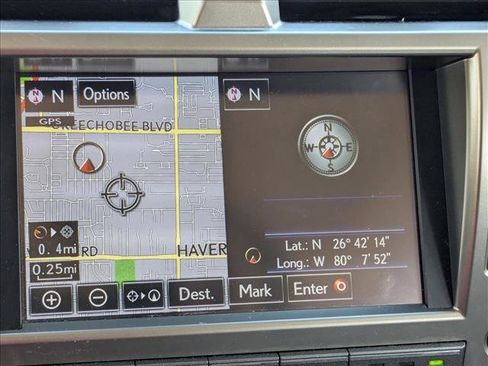 N Options
GPS
CREECHOBEE BLVD
N
N
W E
S
0.4mi
RD
HAVER
0.25mi
Lat.: N 26° 42' 14"
Long.: W 80° 7' 52"
Dest. Mark Enter